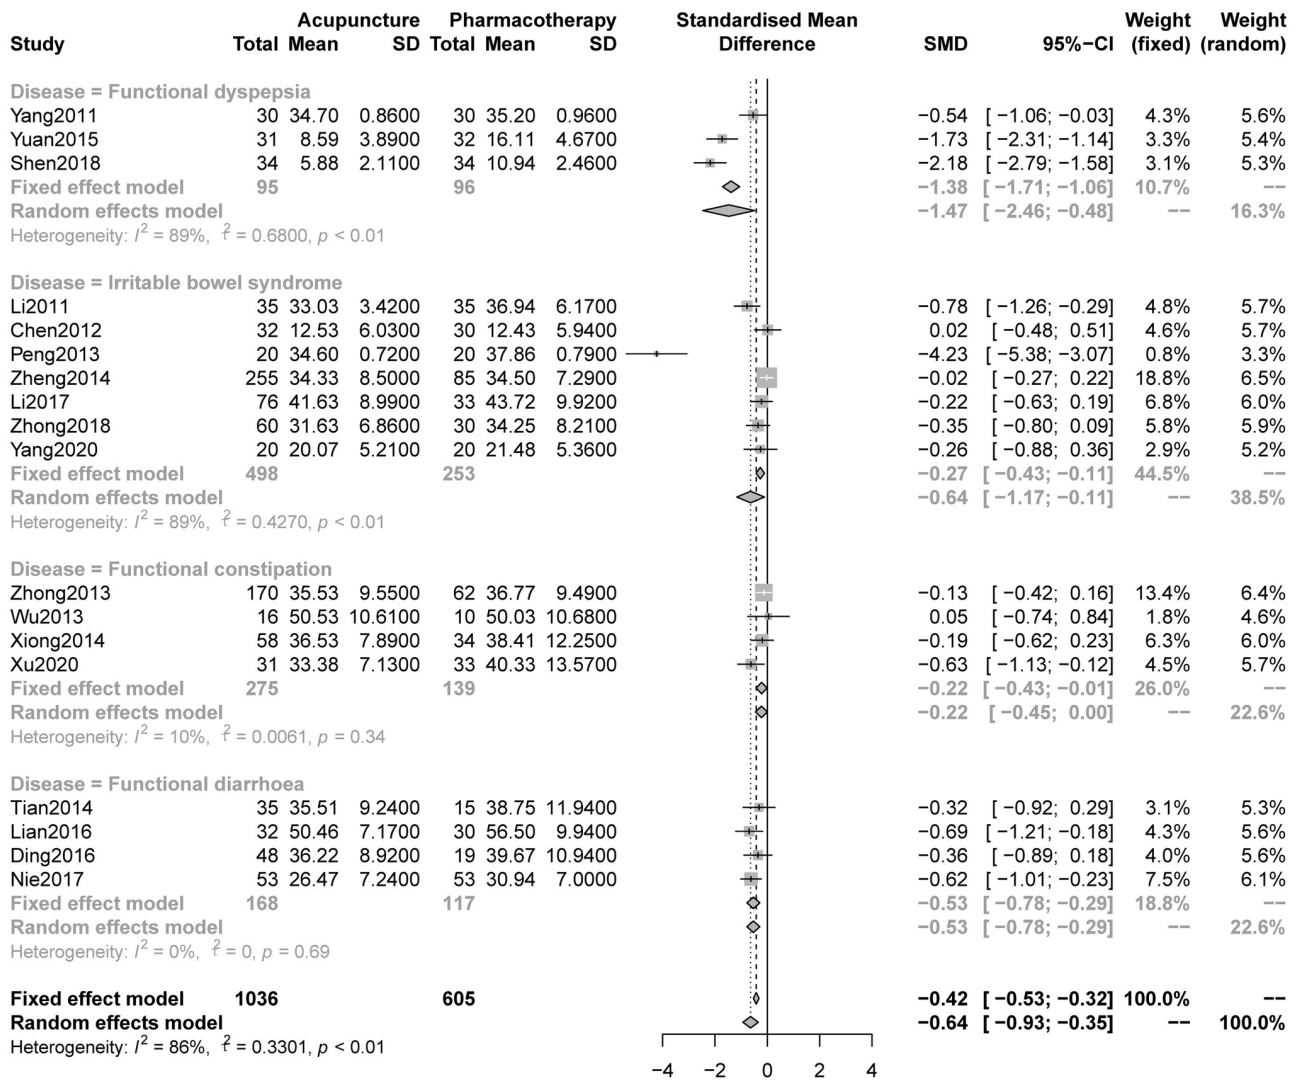 Acupuncture Pharmacotherapy Standardised Mean Weight Weight
Study Total Mean SD Total Mean SD Difference SMD 95%−CI (fixed) (random)
Disease = Functional dyspepsia
Yang2011 30 34.70 0.8600 30 35.20 0.9600 −0.54 [ −1.06; −0.03] 4.3% 5.6%
Yuan2015 31 8.59 3.8900 32 16.11 4.6700 −1.73 [ −2.31; −1.14] 3.3% 5.4%
Shen2018 34 5.88 2.1100 34 10.94 2.4600 −2.18 [ −2.79; −1.58] 3.1% 5.3%
Fixed effect model 95 96 −1.38 [ −1.71; −1.06] 10.7% −−
Random effects model −1.47 [ −2.46; −0.48] −− 16.3%
Heterogeneity: I² = 89%, τ² = 0.6800, p < 0.01
Disease = Irritable bowel syndrome
Li2011 35 33.03 3.4200 35 36.94 6.1700 −0.78 [ −1.26; −0.29] 4.8% 5.7%
Chen2012 32 12.53 6.0300 30 12.43 5.9400 0.02 [ −0.48; 0.51] 4.6% 5.7%
Peng2013 20 34.60 0.7200 20 37.86 0.7900 −4.23 [ −5.38; −3.07] 0.8% 3.3%
Zheng2014 255 34.33 8.5000 85 34.50 7.2900 −0.02 [ −0.27; 0.22] 18.8% 6.5%
Li2017 76 41.63 8.9900 33 43.72 9.9200 −0.22 [ −0.63; 0.19] 6.8% 6.0%
Zhong2018 60 31.63 6.8600 30 34.25 8.2100 −0.35 [ −0.80; 0.09] 5.8% 5.9%
Yang2020 20 20.07 5.2100 20 21.48 5.3600 −0.26 [ −0.88; 0.36] 2.9% 5.2%
Fixed effect model 498 253 −0.27 [ −0.43; −0.11] 44.5% −−
Random effects model −0.64 [ −1.17; −0.11] −− 38.5%
Heterogeneity: I² = 89%, τ² = 0.4270, p < 0.01
Disease = Functional constipation
Zhong2013 170 35.53 9.5500 62 36.77 9.4900 −0.13 [ −0.42; 0.16] 13.4% 6.4%
Wu2013 16 50.53 10.6100 10 50.03 10.6800 0.05 [ −0.74; 0.84] 1.8% 4.6%
Xiong2014 58 36.53 7.8900 34 38.41 12.2500 −0.19 [ −0.62; 0.23] 6.3% 6.0%
Xu2020 31 33.38 7.1300 33 40.33 13.5700 −0.63 [ −1.13; −0.12] 4.5% 5.7%
Fixed effect model 275 139 −0.22 [ −0.43; −0.01] 26.0% −−
Random effects model −0.22 [ −0.45; 0.00] −− 22.6%
Heterogeneity: I² = 10%, τ² = 0.0061, p = 0.34
Disease = Functional diarrhoea
Tian2014 35 35.51 9.2400 15 38.75 11.9400 −0.32 [ −0.92; 0.29] 3.1% 5.3%
Lian2016 32 50.46 7.1700 30 56.50 9.9400 −0.69 [ −1.21; −0.18] 4.3% 5.6%
Ding2016 48 36.22 8.9200 19 39.67 10.9400 −0.36 [ −0.89; 0.18] 4.0% 5.6%
Nie2017 53 26.47 7.2400 53 30.94 7.0000 −0.62 [ −1.01; −0.23] 7.5% 6.1%
Fixed effect model 168 117 −0.53 [ −0.78; −0.29] 18.8% −−
Random effects model −0.53 [ −0.78; −0.29] −− 22.6%
Heterogeneity: I² = 0%, τ² = 0, p = 0.69
Fixed effect model 1036 605 −0.42 [ −0.53; −0.32] 100.0% −−
Random effects model −0.64 [ −0.93; −0.35] −− 100.0%
Heterogeneity: I² = 86%, τ² = 0.3301, p < 0.01
−4 −2 0 2 4